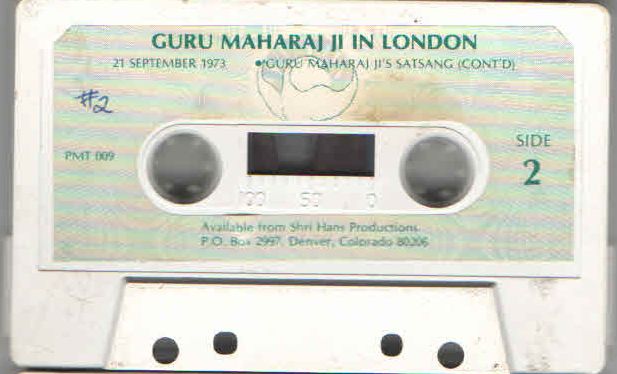 GURU MAHARAJ JI IN LONDON
21 SEPTEMBER 1973 •GURU MAHARAJ JI'S SATSANG (CONT'D)
#2
PMT 009
SIDE
2
100 50 0
Available from Shri Hans Productions
P.O. Box 2997, Denver, Colorado 80206